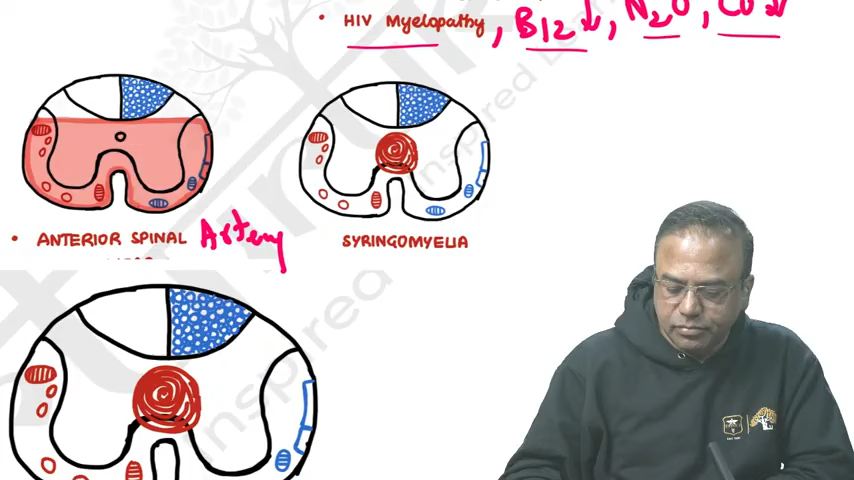 • HIV Myelopathy, B12↓, N2O, Cu↓
• ANTERIOR SPINAL Artery
SYRINGOMYELIA